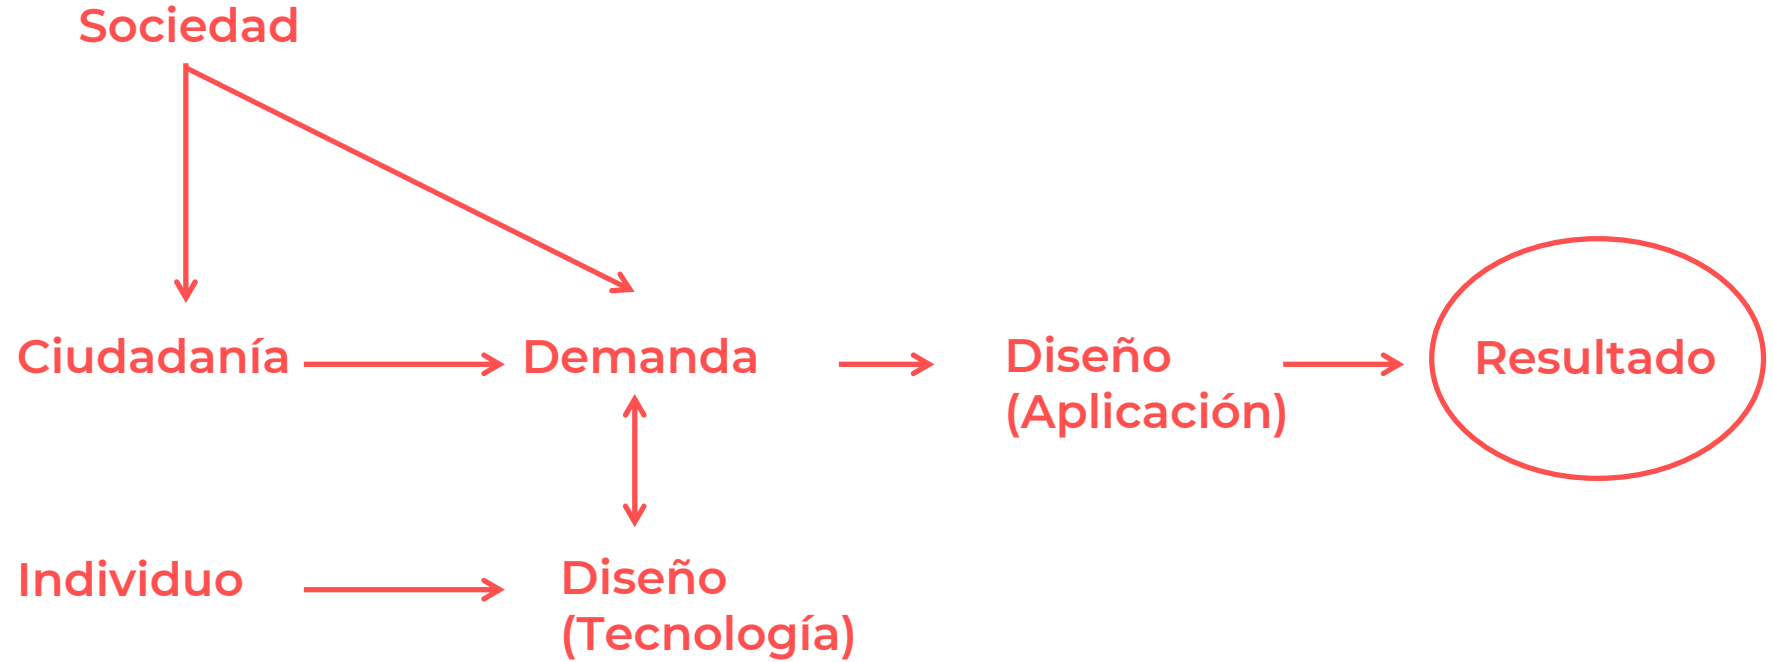 Sociedad
Ciudadanía
Demanda
Diseño
(Aplicación)
Resultado
Individuo
Diseño
(Tecnología)